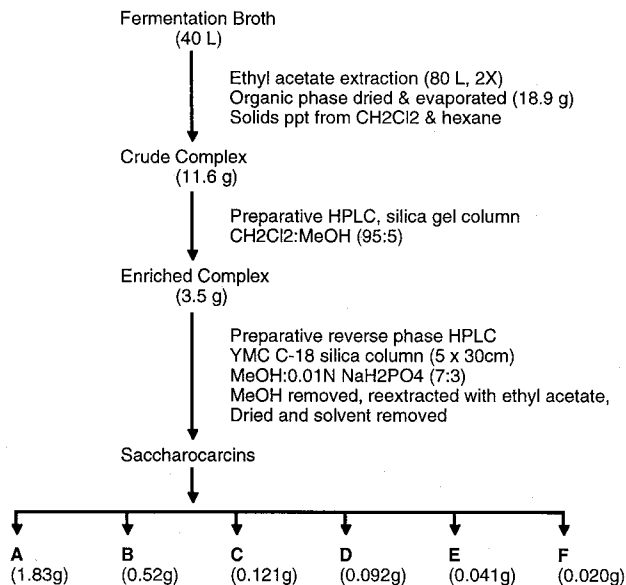 Fermentation Broth
(40 L)
Ethyl acetate extraction (80 L, 2X)
Organic phase dried & evaporated (18.9 g)
Solids ppt from CH2Cl2 & hexane
Crude Complex
(11.6 g)
Preparative HPLC, silica gel column
CH2Cl2:MeOH (95:5)
Enriched Complex
(3.5 g)
Preparative reverse phase HPLC
YMC C-18 silica column (5 x 30cm)
MeOH:0.01N NaH2PO4 (7:3)
MeOH removed, reextracted with ethyl acetate,
Dried and solvent removed
Saccharocarcins
A B C D E F
(1.83g) (0.52g) (0.121g) (0.092g) (0.041g) (0.020g)